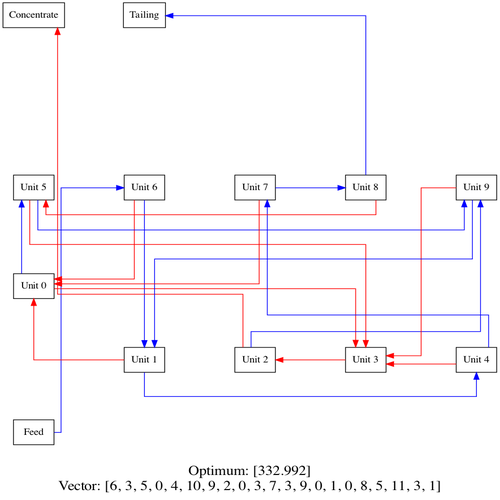 Concentrate
Tailing
Unit 5
Unit 6
Unit 7
Unit 8
Unit 9
Unit 0
Unit 1
Unit 2
Unit 3
Unit 4
Feed
Optimum: [332.992]
Vector: [6, 3, 5, 0, 4, 10, 9, 2, 0, 3, 7, 3, 9, 0, 1, 0, 8, 5, 11, 3, 1]